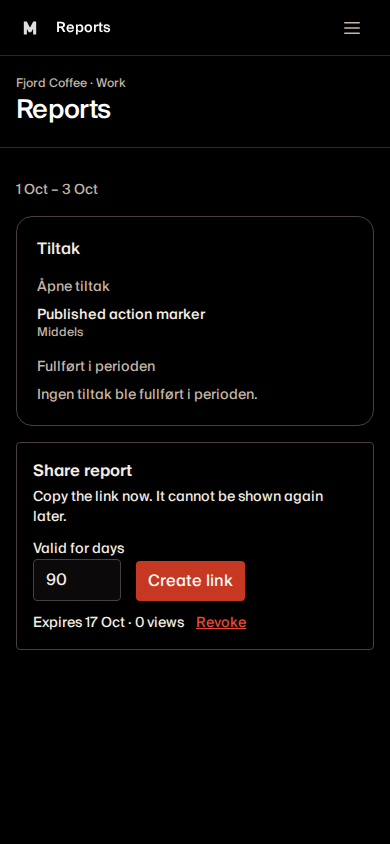 M Reports
Fjord Coffee · Work
Reports
1 Oct – 3 Oct
Tiltak
Åpne tiltak
Published action marker
Middels
Fullført i perioden
Ingen tiltak ble fullført i perioden.
Share report
Copy the link now. It cannot be shown again
later.
Valid for days
90 Create link
Expires 17 Oct · 0 views Revoke